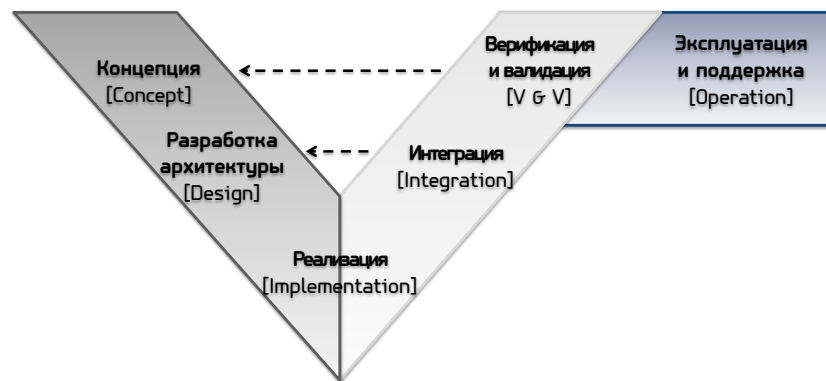 Концепция
[Concept]
Разработка
архитектуры
[Design]
Реализация
[Implementation]
Интеграция
[Integration]
Верификация
и валидация
[V & V]
Эксплуатация
и поддержка
[Operation]